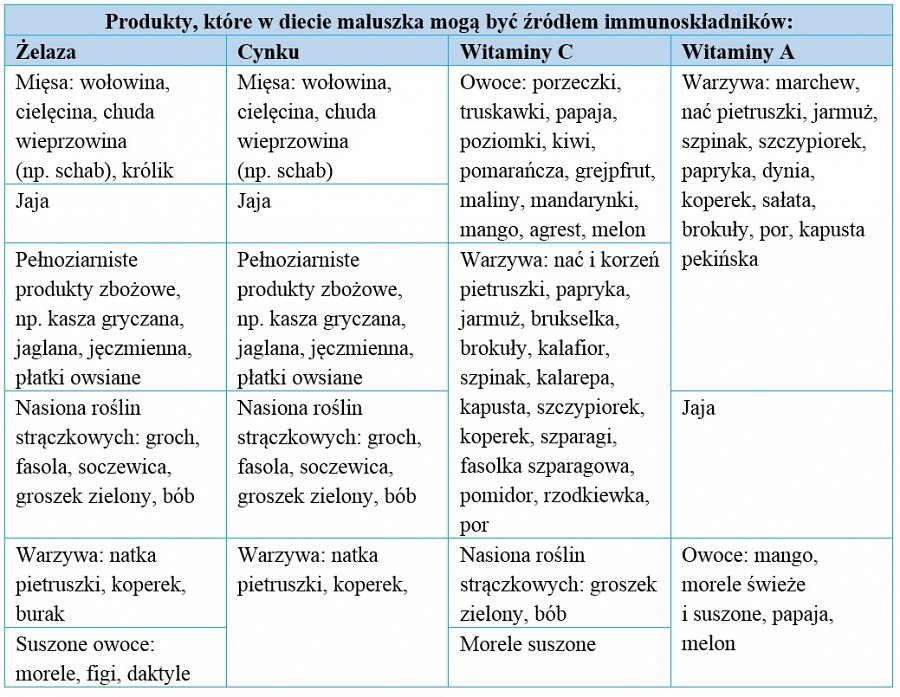 Produkty, które w diecie maluszka mogą być źródłem immunoskładników:
Żelaza
Cynku
Witaminy C
Witaminy A
Mięsa: wołowina,
cielęcina, chuda
wieprzowina
(np. schab), królik
Mięsa: wołowina,
cielęcina, chuda
wieprzowina
(np. schab)
Owoce: porzeczki,
truskawki, papaja,
poziomki, kiwi,
pomarańcza, grejpfrut,
maliny, mandarynki,
mango, agrest, melon
Warzywa: marchew,
nać pietruszki, jarmuż,
szpinak, szczypiorek,
papryka, dynia,
koperek, sałata,
brokuły, por, kapusta
pekińska
Jaja
Jaja
Pełnoziarniste
produkty zbożowe,
np. kasza gryczana,
jaglana, jęczmienna,
płatki owsiane
Pełnoziarniste
produkty zbożowe,
np. kasza gryczana,
jaglana, jęczmienna,
płatki owsiane
Warzywa: nać i korzeń
pietruszki, papryka,
jarmuż, brukselka,
brokuły, kalafior,
szpinak, kalarepa,
kapusta, szczypiorek,
koperek, szparagi,
fasolka szparagowa,
pomidor, rzodkiewka,
por
Nasiona roślin
strączkowych: groch,
fasola, soczewica,
groszek zielony, bób
Nasiona roślin
strączkowych: groch,
fasola, soczewica,
groszek zielony, bób
Jaja
Warzywa: natka
pietruszki, koperek,
burak
Warzywa: natka
pietruszki, koperek,
Nasiona roślin
strączkowych: groszek
zielony, bób
Owoce: mango,
morele świeże
i suszone, papaja,
melon
Suszone owoce:
morele, figi, daktyle
Morele suszone